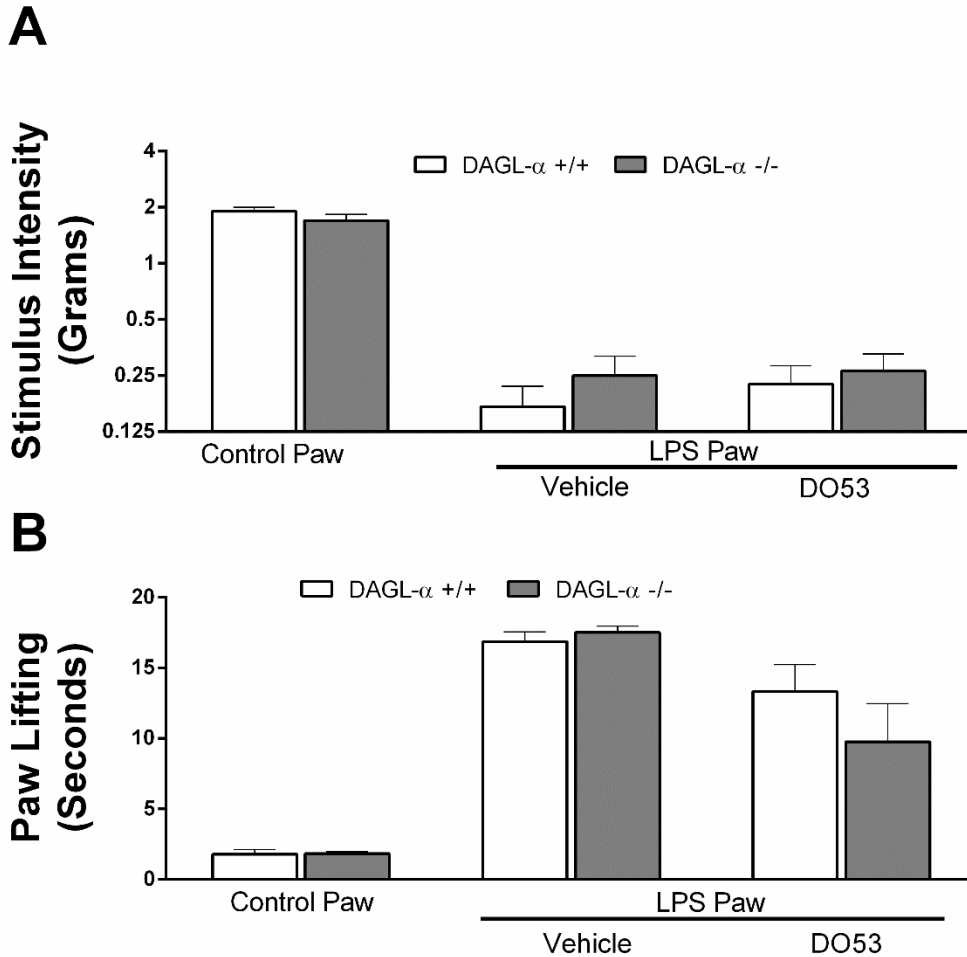 A
Stimulus Intensity
(Grams)
4
2
1
0.5
0.25
0.125
DAGL-α +/+
DAGL-α -/-
Control Paw
LPS Paw
Vehicle
DO53
B
Paw Lifting
(Seconds)
20
15
10
5
0
DAGL-α +/+
DAGL-α -/-
Control Paw
LPS Paw
Vehicle
DO53